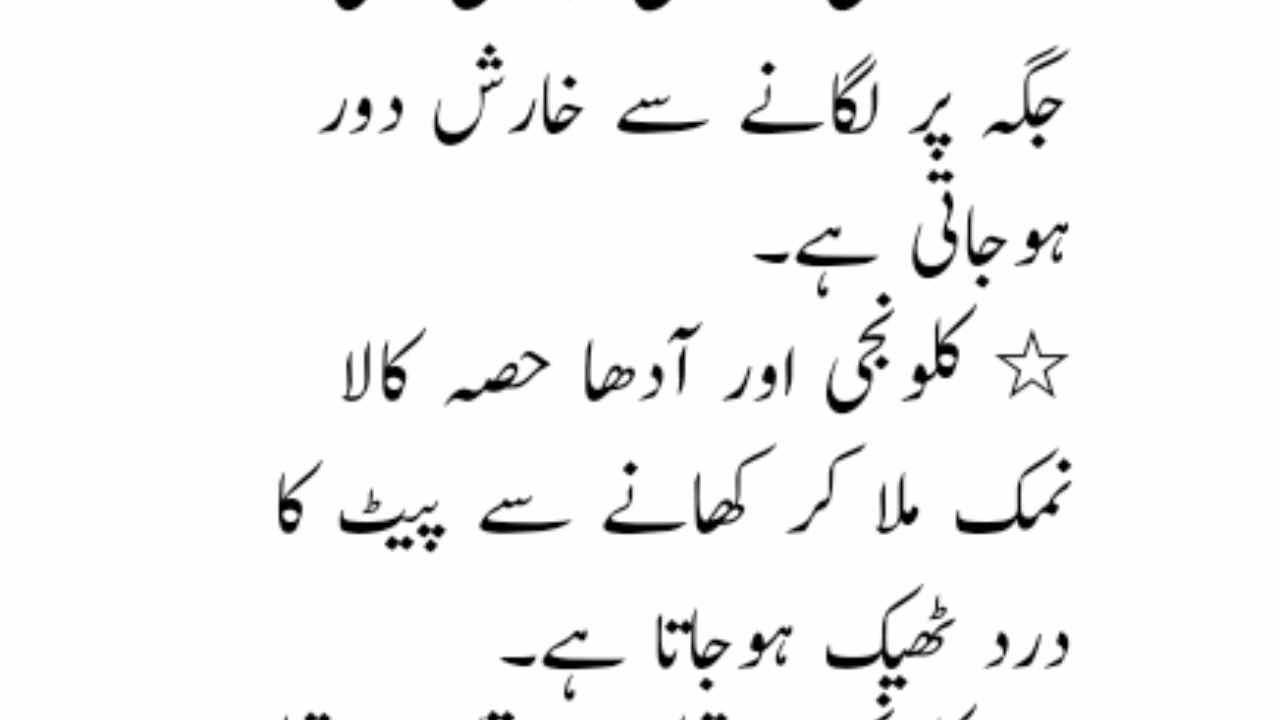 جگہ پر لگانے سے خارش دور
ہوجاتی ہے۔
☆ کلونجی اور آدھا حصہ کالا
نمک ملا کر کھانے سے پیٹ کا
درد ٹھیک ہوجاتا ہے۔